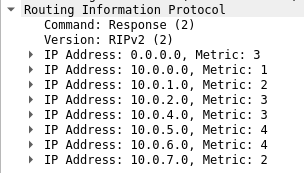 Routing Information Protocol
Command: Response (2)
Version: RIPv2 (2)
IP Address: 0.0.0.0, Metric: 3
IP Address: 10.0.0.0, Metric: 1
IP Address: 10.0.1.0, Metric: 2
IP Address: 10.0.2.0, Metric: 3
IP Address: 10.0.4.0, Metric: 3
IP Address: 10.0.5.0, Metric: 4
IP Address: 10.0.6.0, Metric: 4
IP Address: 10.0.7.0, Metric: 2